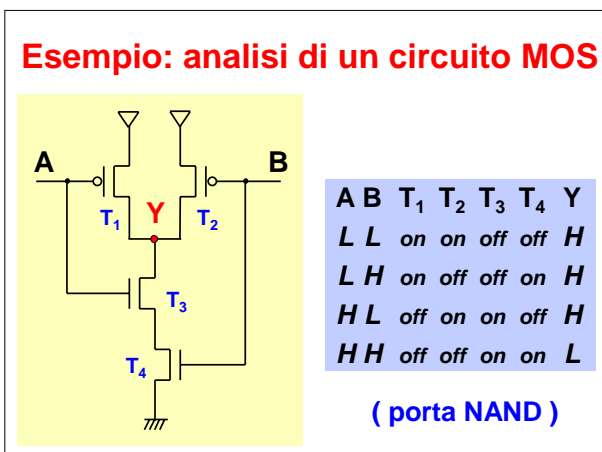 Esempio: analisi di un circuito MOS
A
B
T1
Y
T2
T3
T4
A B T1 T2 T3 T4 Y
L L on on off off H
L H on off off on H
H L off on on off H
H H off off on on L
( porta NAND )